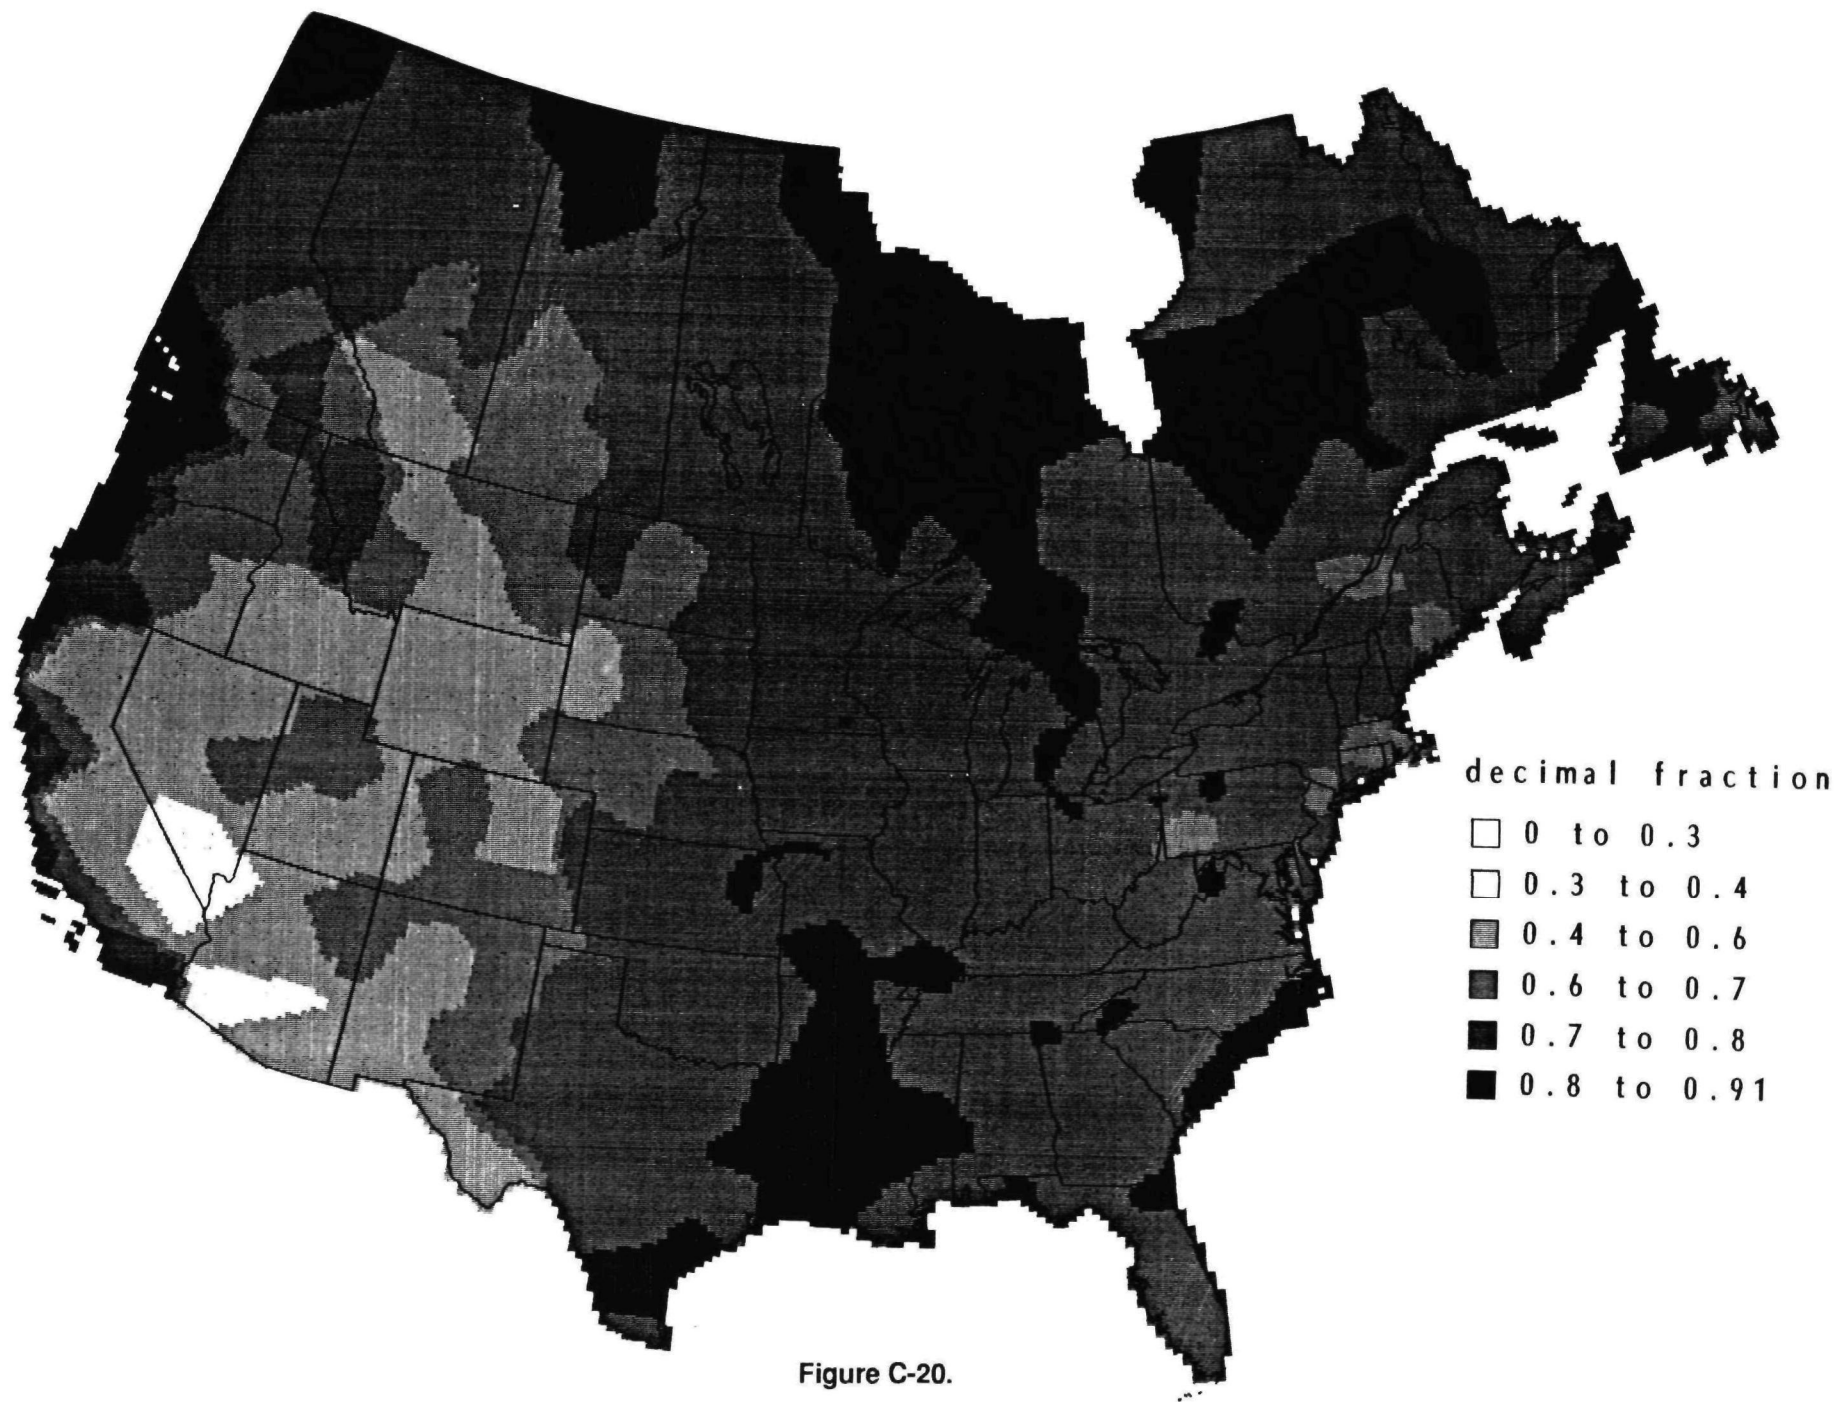 decimal fraction
0 to 0.3
0.3 to 0.4
0.4 to 0.6
0.6 to 0.7
0.7 to 0.8
0.8 to 0.91
Figure C-20.